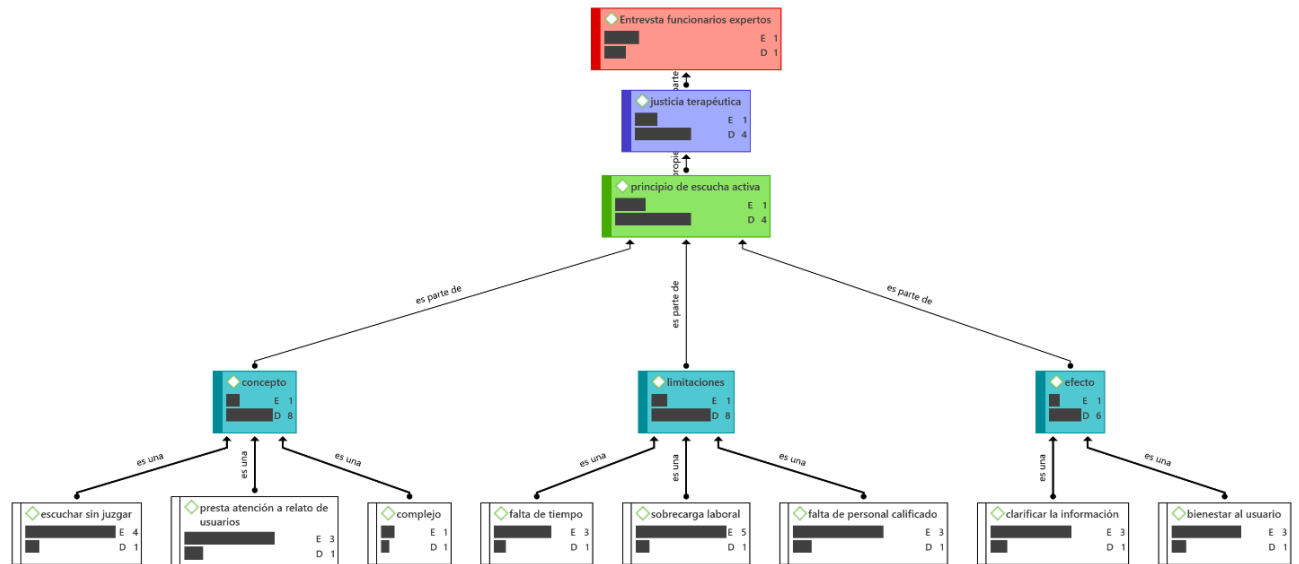 Entrevsta funcionarios expertos
E 1
D 1
parte
justicia terapéutica
E 1
D 4
propie
principio de escucha activa
E 1
D 4
es parte de
es parte de
es parte de
concepto
E 1
D 8
limitaciones
E 1
D 8
efecto
E 1
D 6
es una
es una
es una
es una
es una
es una
es una
es una
escuchar sin juzgar
E 4
D 1
presta atención a relato de
usuarios
E 3
D 1
complejo
E 1
D 1
falta de tiempo
E 3
D 1
sobrecarga laboral
E 5
D 1
falta de personal calificado
E 3
D 1
clarificar la información
E 3
D 1
bienestar al usuario
E 3
D 1